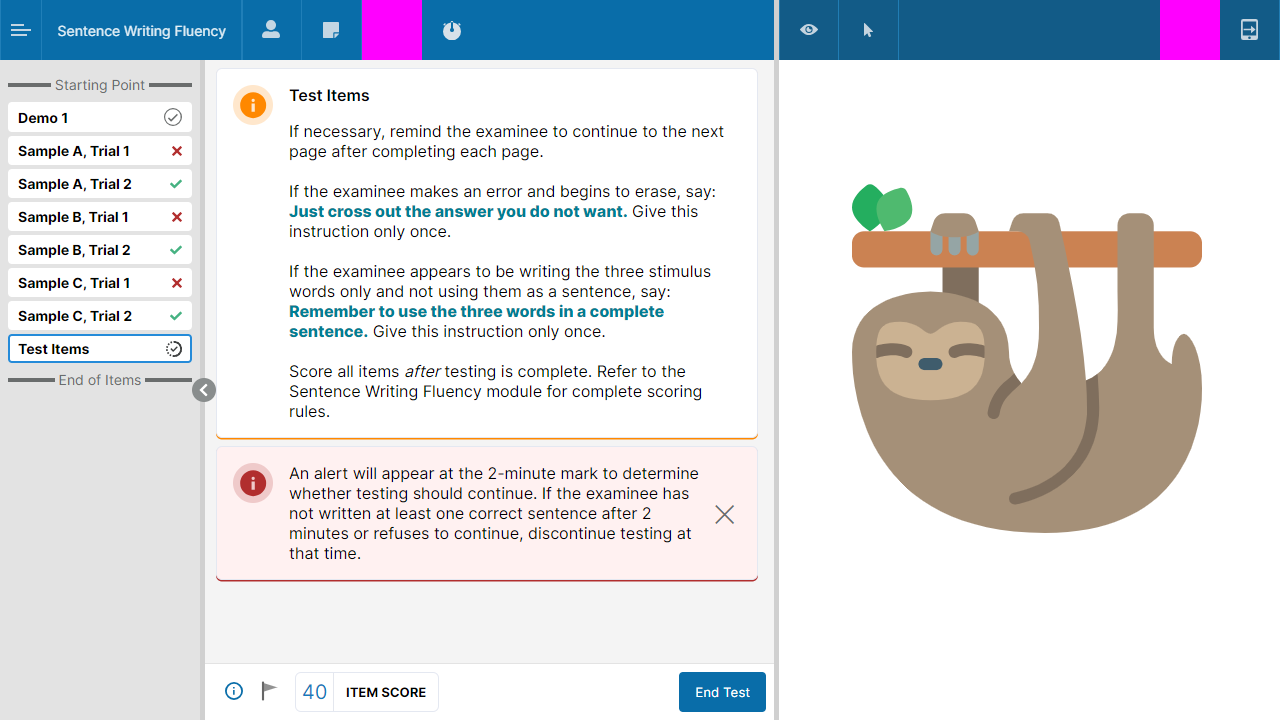 Sentence Writing Fluency
Starting Point
Demo 1
Sample A, Trial 1
Sample A, Trial 2
Sample B, Trial 1
Sample B, Trial 2
Sample C, Trial 1
Sample C, Trial 2
Test Items
End of Items
Test Items
If necessary, remind the examinee to continue to the next
page after completing each page.
If the examinee makes an error and begins to erase, say:
Just cross out the answer you do not want. Give this
instruction only once.
If the examinee appears to be writing the three stimulus
words only and not using them as a sentence, say:
Remember to use the three words in a complete
sentence. Give this instruction only once.
Score all items after testing is complete. Refer to the
Sentence Writing Fluency module for complete scoring
rules.
An alert will appear at the 2-minute mark to determine
whether testing should continue. If the examinee has
not written at least one correct sentence after 2
minutes or refuses to continue, discontinue testing at
that time.
40 ITEM SCORE
End Test